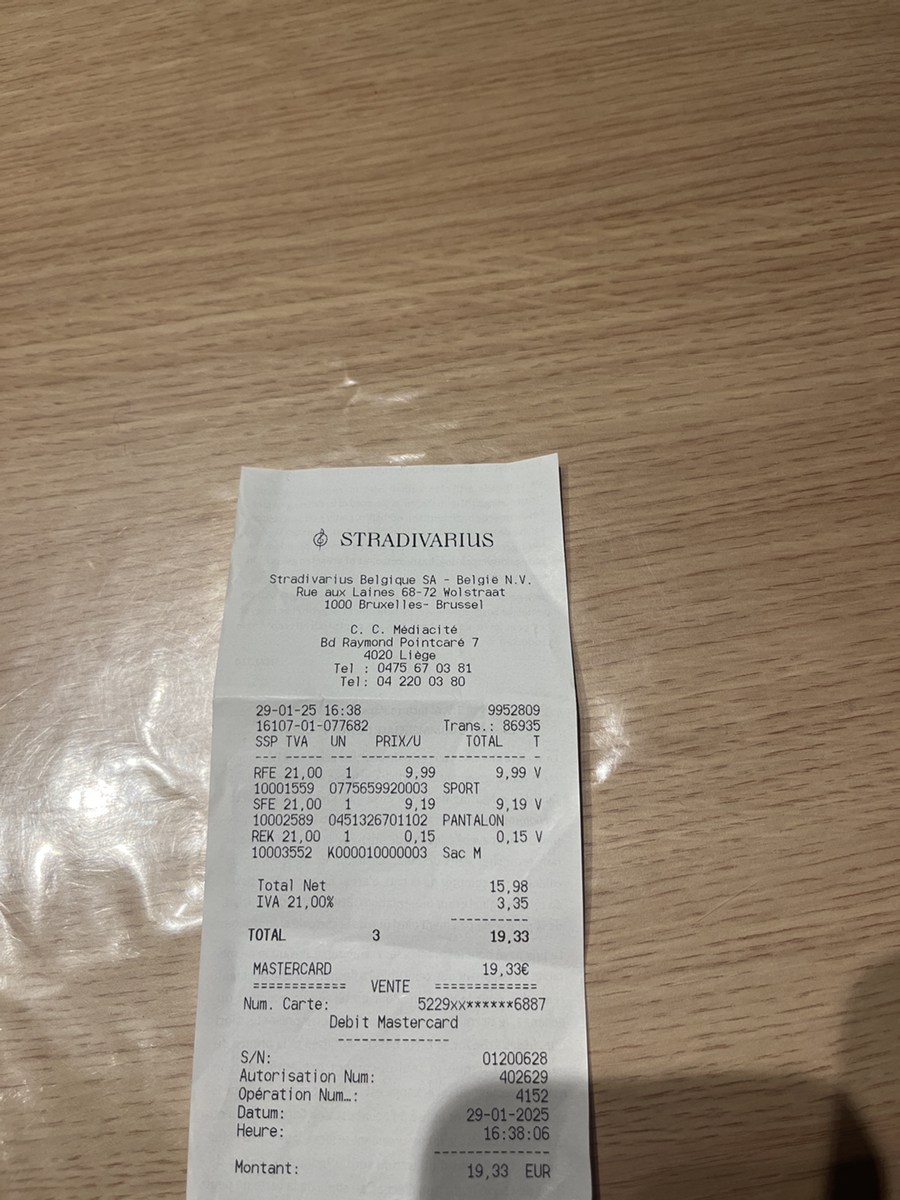 STRADIVARIUS
Stradivarius Belgique SA - België N.V.
Rue aux Laines 68-72 Wolstraat
1000 Bruxelles- Brussel
C. C. Médiacité
Bd Raymond Pointcaré 7
4020 Liège
Tel : 0475 67 03 81
Tel: 04 220 03 80
29-01-25 16:38 9952809
16107-01-077682 Trans.: 86935
SSP TVA UN PRIX/U TOTAL T
--- ----- --- ---------- ----------- -
RFE 21,00 1 9,99 9,99 V
10001559 0775659920003 SPORT
SFE 21,00 1 9,19 9,19 V
10002589 0451326701102 PANTALON
REK 21,00 1 0,15 0,15 V
10003552 K000010000003 Sac M
Total Net 15,98
IVA 21,00% 3,35
----------
TOTAL 3 19,33
MASTERCARD 19,33€
============ VENTE =============
Num. Carte: 5229xx******6887
Debit Mastercard
--------------
S/N: 01200628
Autorisation Num: 402629
Opération Num…: 4152
Datum: 29-01-2025
Heure: 16:38:06
--------------
Montant: 19,33 EUR